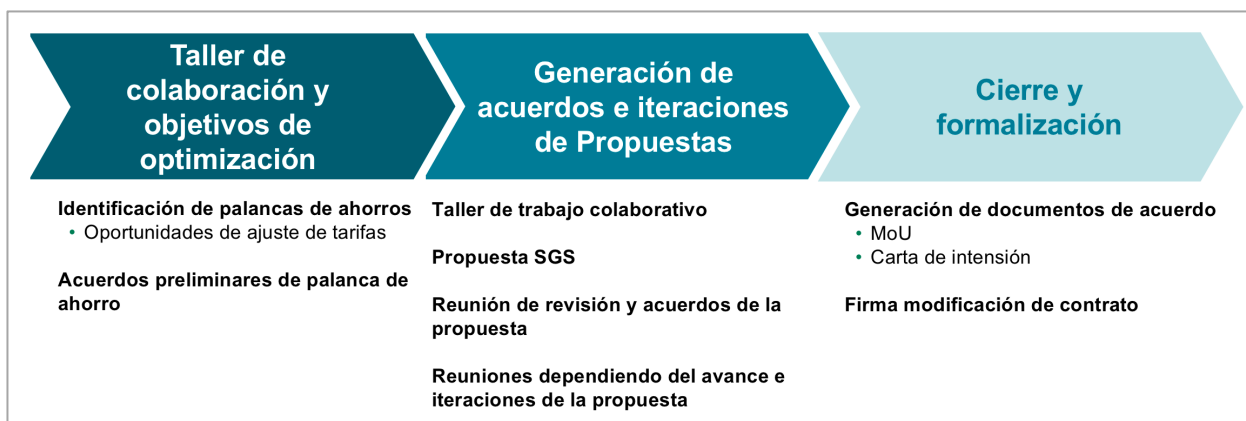 Taller de
colaboración y
objetivos de
optimización
Identificación de palancas de ahorros
• Oportunidades de ajuste de tarifas
Acuerdos preliminares de palanca de
ahorro
Generación de
acuerdos e iteraciones
de Propuestas
Taller de trabajo colaborativo
Propuesta SGS
Reunión de revisión y acuerdos de la
propuesta
Reuniones dependiendo del avance e
iteraciones de la propuesta
Cierre y
formalización
Generación de documentos de acuerdo
• MoU
• Carta de intensión
Firma modificación de contrato